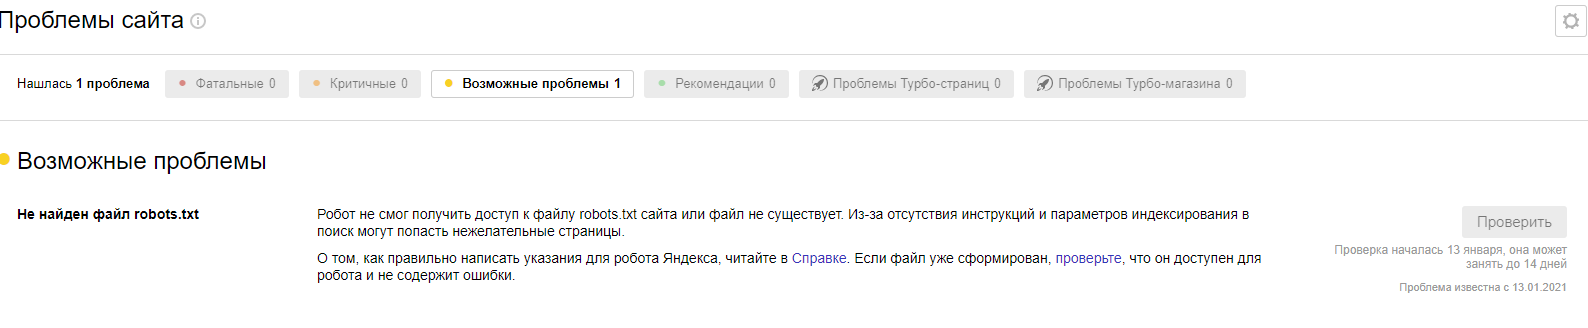 Проблемы сайта
Нашлась 1 проблема Фатальные 0 Критичные 0 Возможные проблемы 1 Рекомендации 0 Проблемы Турбо-страниц 0 Проблемы Турбо-магазина 0
Возможные проблемы
Не найден файл robots.txt
Робот не смог получить доступ к файлу robots.txt сайта или файл не существует. Из-за отсутствия инструкций и параметров индексирования в
поиск могут попасть нежелательные страницы.
О том, как правильно написать указания для робота Яндекса, читайте в Справке. Если файл уже сформирован, проверьте, что он доступен для
робота и не содержит ошибки.
Проверить
Проверка началась 13 января, она может
занять до 14 дней
Проблема известна с 13.01.2021